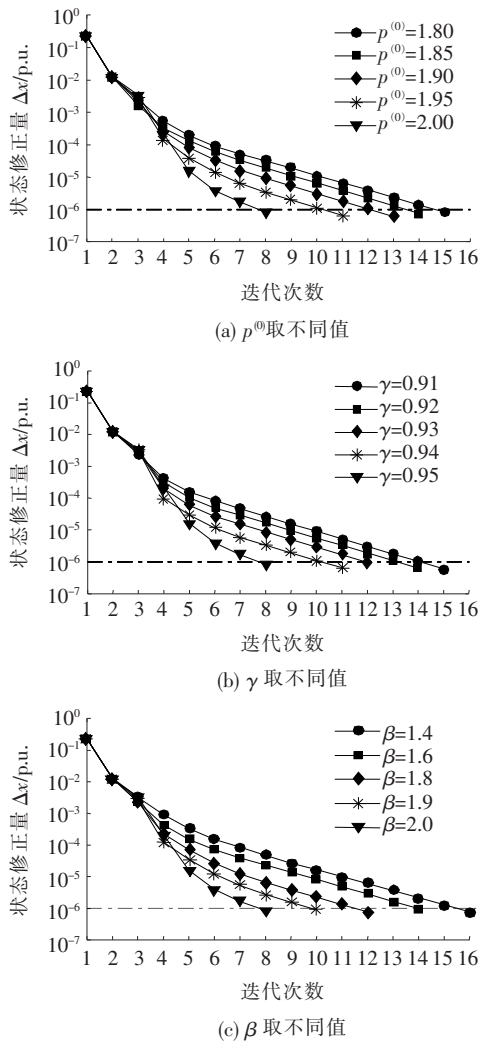 10⁰
10⁻¹
10⁻²
10⁻³
10⁻⁴
10⁻⁵
10⁻⁶
10⁻⁷
状态修正量 Δx/p.u.
p⁽⁰⁾=1.80
p⁽⁰⁾=1.85
p⁽⁰⁾=1.90
p⁽⁰⁾=1.95
p⁽⁰⁾=2.00
1 2 3 4 5 6 7 8 9 10 11 12 13 14 15 16
迭代次数
(a) p⁽⁰⁾取不同值
10⁰
10⁻¹
10⁻²
10⁻³
10⁻⁴
10⁻⁵
10⁻⁶
10⁻⁷
状态修正量 Δx/p.u.
γ=0.91
γ=0.92
γ=0.93
γ=0.94
γ=0.95
1 2 3 4 5 6 7 8 9 10 11 12 13 14 15 16
迭代次数
(b) γ 取不同值
10⁰
10⁻¹
10⁻²
10⁻³
10⁻⁴
10⁻⁵
10⁻⁶
10⁻⁷
状态修正量 Δx/p.u.
β=1.4
β=1.6
β=1.8
β=1.9
β=2.0
1 2 3 4 5 6 7 8 9 10 11 12 13 14 15 16
迭代次数
(c) β 取不同值